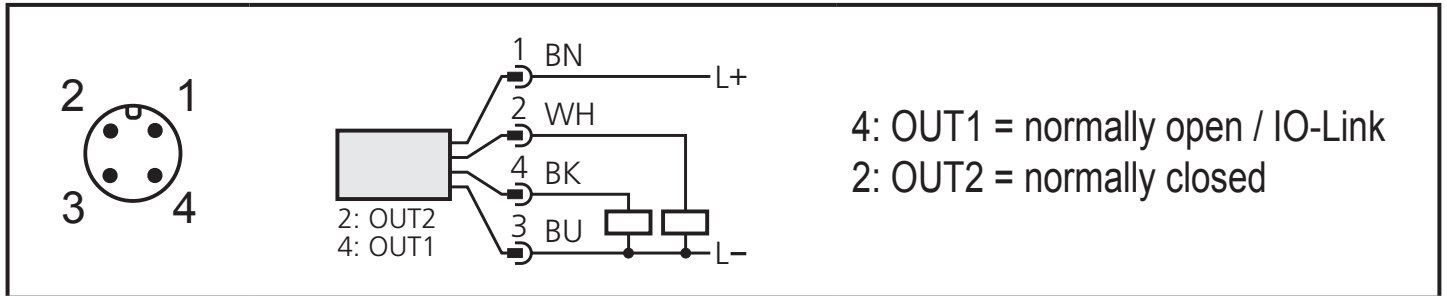 2 1
3 4
1 BN
L+
2 WH
4 BK
3 BU
L–
2: OUT2
4: OUT1
4: OUT1 = normally open / IO-Link
2: OUT2 = normally closed